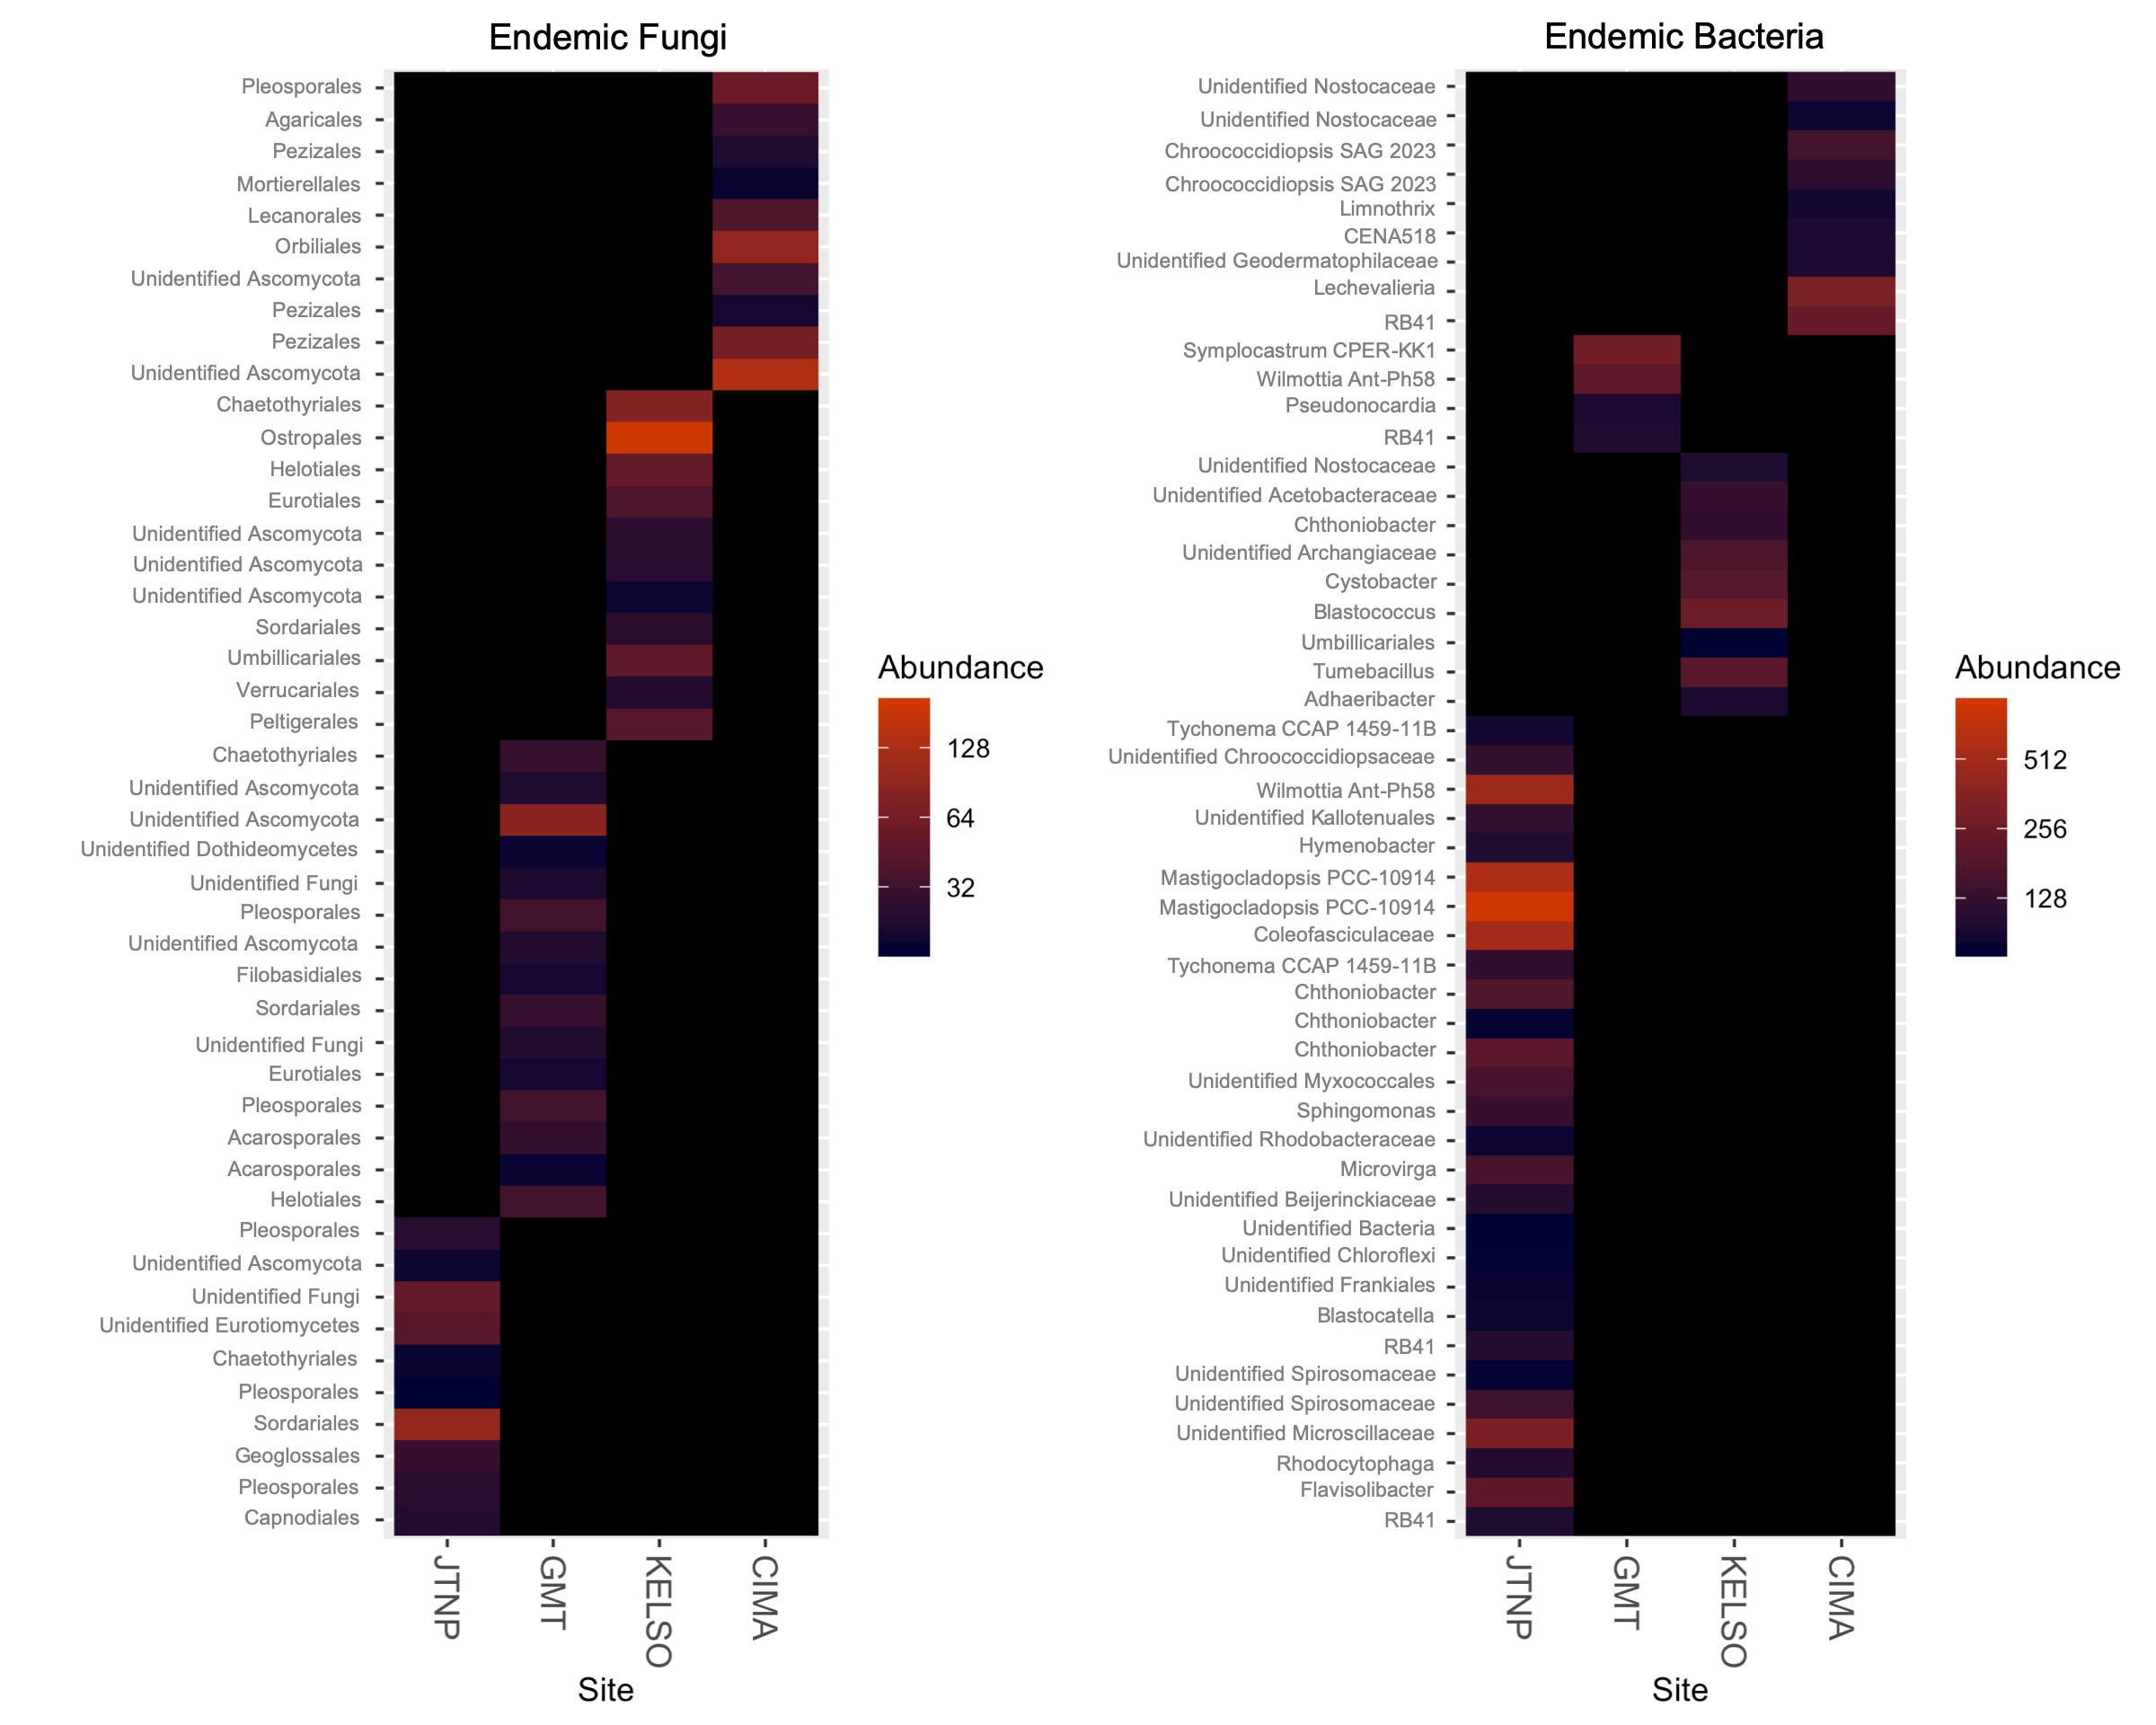 Endemic Fungi
Pleosporales
Agaricales
Pezizales
Mortierellales
Lecanorales
Orbiliales
Unidentified Ascomycota
Pezizales
Pezizales
Unidentified Ascomycota
Chaetothyriales
Ostropales
Helotiales
Eurotiales
Unidentified Ascomycota
Unidentified Ascomycota
Unidentified Ascomycota
Sordariales
Umbillicariales
Verrucariales
Peltigerales
Chaetothyriales
Unidentified Ascomycota
Unidentified Ascomycota
Unidentified Dothideomycetes
Unidentified Fungi
Pleosporales
Unidentified Ascomycota
Filobasidiales
Sordariales
Unidentified Fungi
Eurotiales
Pleosporales
Acarosporales
Acarosporales
Helotiales
Pleosporales
Unidentified Ascomycota
Unidentified Fungi
Unidentified Eurotiomycetes
Chaetothyriales
Pleosporales
Sordariales
Geoglossales
Pleosporales
Capnodiales
JTNP
GMT
KELSO
CIMA
Site
Abundance
128
64
32
Endemic Bacteria
Unidentified Nostocaceae
Unidentified Nostocaceae
Chroococcidiopsis SAG 2023
Chroococcidiopsis SAG 2023
Limnothrix
CENA518
Unidentified Geodermatophilaceae
Lechevalieria
RB41
Symplocastrum CPER-KK1
Wilmottia Ant-Ph58
Pseudonocardia
RB41
Unidentified Nostocaceae
Unidentified Acetobacteraceae
Chthoniobacter
Unidentified Archangiaceae
Cystobacter
Blastococcus
Umbillicariales
Tumebacillus
Adhaeribacter
Tychonema CCAP 1459-11B
Unidentified Chroococcidiopsaceae
Wilmottia Ant-Ph58
Unidentified Kallotenuales
Hymenobacter
Mastigocladopsis PCC-10914
Mastigocladopsis PCC-10914
Coleofasciculaceae
Tychonema CCAP 1459-11B
Chthoniobacter
Chthoniobacter
Chthoniobacter
Unidentified Myxococcales
Sphingomonas
Unidentified Rhodobacteraceae
Microvirga
Unidentified Beijerinckiaceae
Unidentified Bacteria
Unidentified Chloroflexi
Unidentified Frankiales
Blastocatella
RB41
Unidentified Spirosomaceae
Unidentified Spirosomaceae
Unidentified Microscillaceae
Rhodocytophaga
Flavisolibacter
RB41
JTNP
GMT
KELSO
CIMA
Site
Abundance
512
256
128